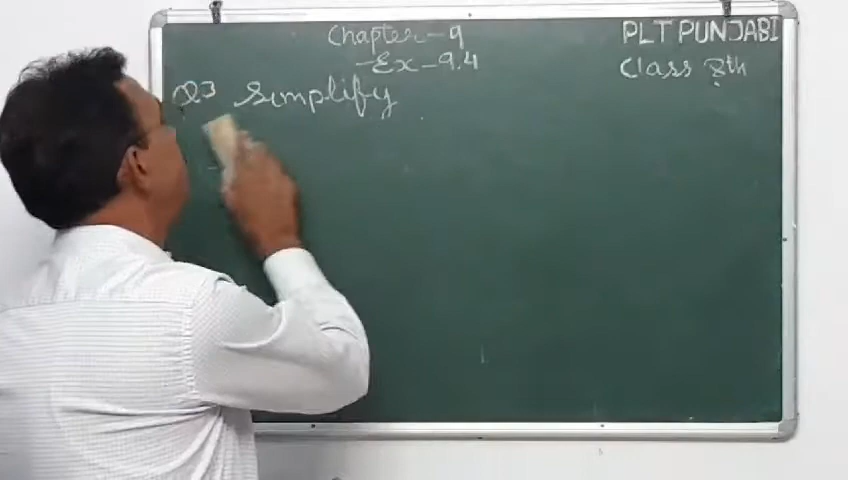 Chapter - 9
PLT PUNJABI
- Ex - 9.4
Class 8th
Q3 Simplify